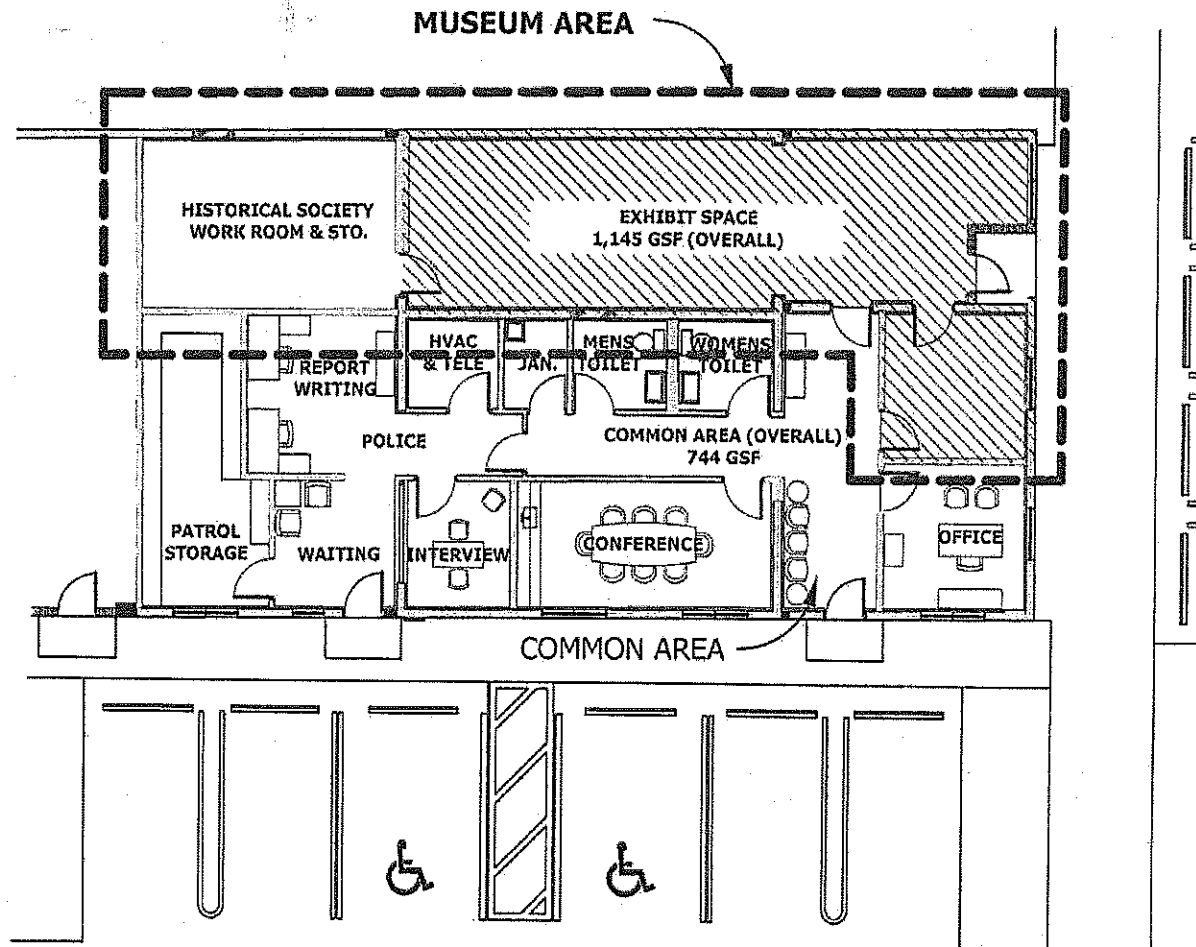 MUSEUM AREA
HISTORICAL SOCIETY
WORK ROOM & STO.
EXHIBIT SPACE
1,145 GSF (OVERALL)
HVAC
& TELE
JAN.
MENS
TOILET
WOMENS
TOILET
REPORT
WRITING
POLICE
COMMON AREA (OVERALL)
744 GSF
PATROL
STORAGE
WAITING
INTERVIEW
CONFERENCE
OFFICE
COMMON AREA